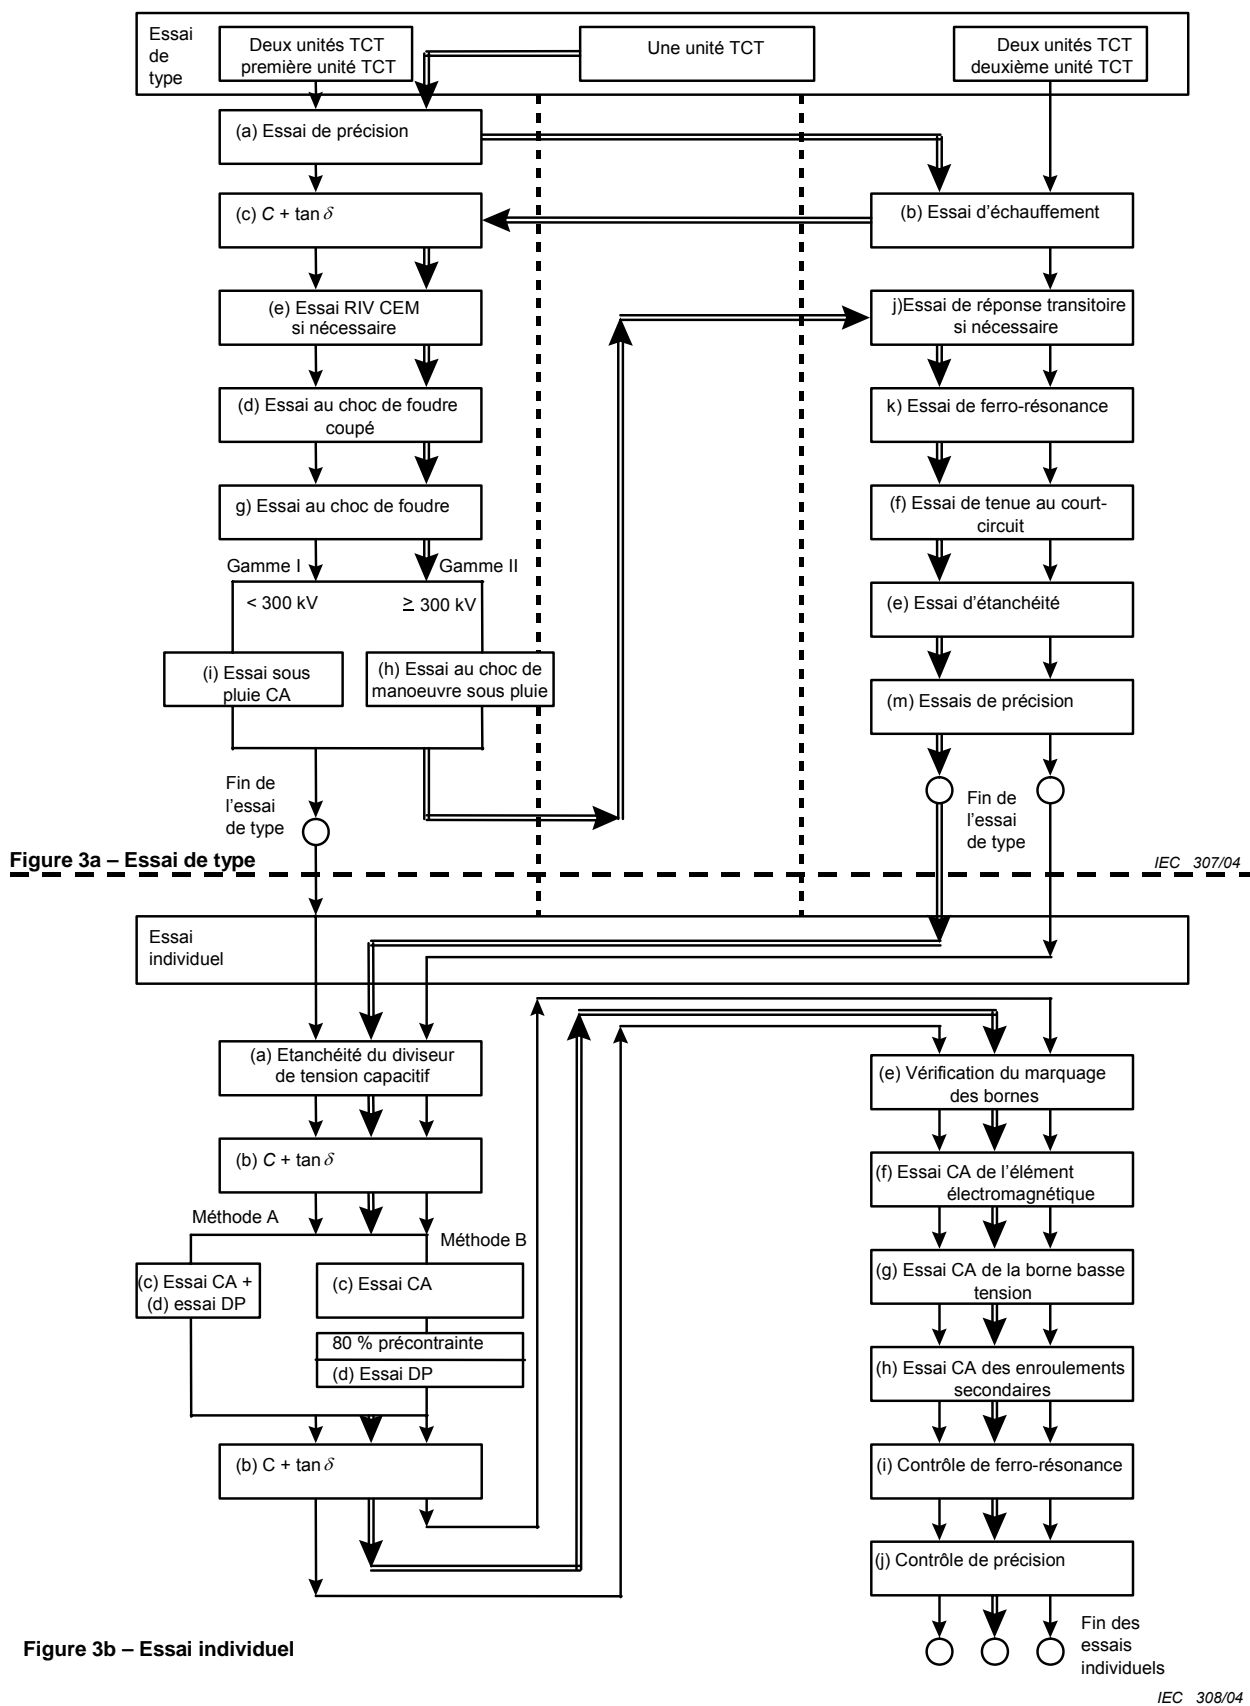 Essai
de
type
Deux unités TCT
première unité TCT
Une unité TCT
Deux unités TCT
deuxième unité TCT
(a) Essai de précision
(c) C + tan δ
(b) Essai d'échauffement
(e) Essai RIV CEM
si nécessaire
j)Essai de réponse transitoire
si nécessaire
(d) Essai au choc de foudre
coupé
k) Essai de ferro-résonance
g) Essai au choc de foudre
(f) Essai de tenue au court-
circuit
Gamme I
Gamme II
< 300 kV
≥ 300 kV
(e) Essai d'étanchéité
(i) Essai sous
pluie CA
(h) Essai au choc de
manoeuvre sous pluie
(m) Essais de précision
Fin de
l'essai
de type
Fin de
l'essai
de type
Figure 3a – Essai de type
IEC 307/04
Essai
individuel
(a) Etanchéité du diviseur
de tension capacitif
(e) Vérification du marquage
des bornes
(b) C + tan δ
(f) Essai CA de l'élément
électromagnétique
Méthode A
Méthode B
(c) Essai CA +
(d) essai DP
(c) Essai CA
(g) Essai CA de la borne basse
tension
80 % précontrainte
(d) Essai DP
(h) Essai CA des enroulements
secondaires
(b) C + tan δ
(i) Contrôle de ferro-résonance
(j) Contrôle de précision
Fin des
essais
individuels
Figure 3b – Essai individuel
IEC 308/04